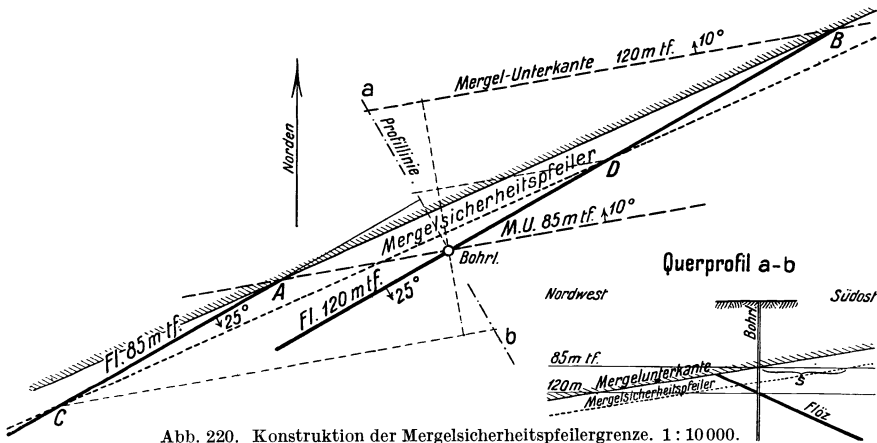 B
Mergel-Unterkante 120 m tf. 10°
a
Profillinie
Norden
Mergelsicherheitspfeiler
D
M.U. 85 m tf. 10°
Bohrl.
A
Fl. 120 m tf. 25°
Fl. 85 m tf. 25°
b
C
Querprofil a-b
Nordwest
Südost
Bohrl.
85 m tf.
120 m
Mergelunterkante
Mergelsicherheitspfeiler
s
Flöz
Abb. 220. Konstruktion der Mergelsicherheitspfeilergrenze. 1 : 10 000.